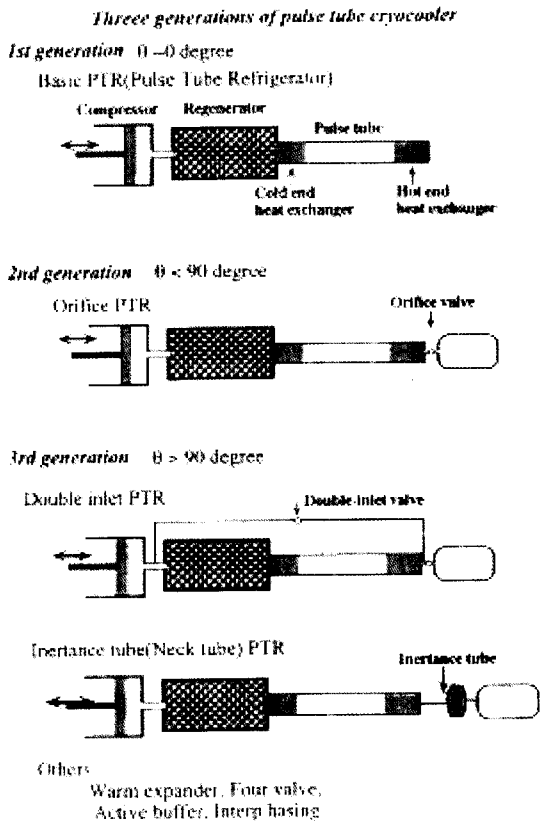 Threee generations of pulse tube cryocooler
1st generation θ ~0 degree
Basic PTR(Pulse Tube Refrigerator)
Compressor Regenerator
Pulse tube
Cold end
heat exchanger
Hot end
heat exchanger
2nd generation θ < 90 degree
Orifice PTR
Orifice valve
3rd generation θ > 90 degree
Double inlet PTR
Double-inlet valve
Inertance tube(Neck tube) PTR
Inertance tube
Others
Warm expander, Four valve,
Active buffer, Interp hasing